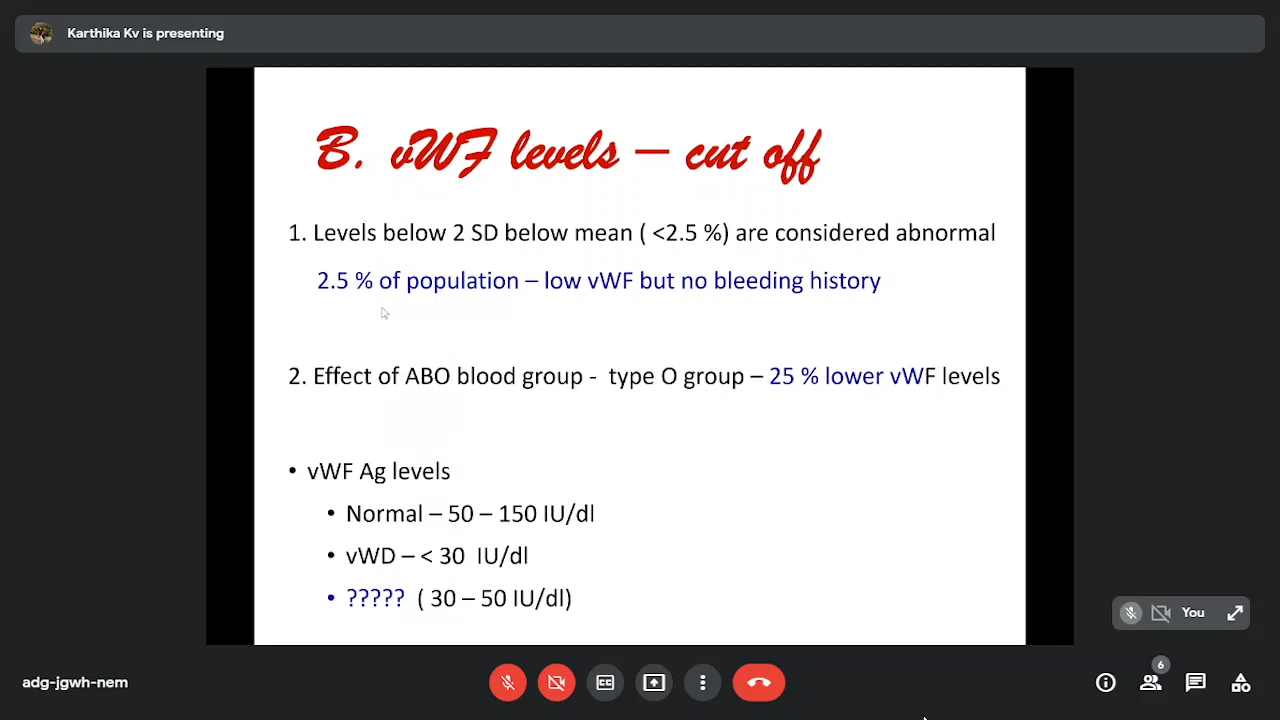 Karthika Kv is presenting
B. vWF levels – cut off
1. Levels below 2 SD below mean ( <2.5 %) are considered abnormal
2.5 % of population – low vWF but no bleeding history
2. Effect of ABO blood group - type O group – 25 % lower vWF levels
• vWF Ag levels
• Normal – 50 – 150 IU/dl
• vWD – < 30 IU/dl
• ????? ( 30 – 50 IU/dl)
You
adg-jgwh-nem
CC
6